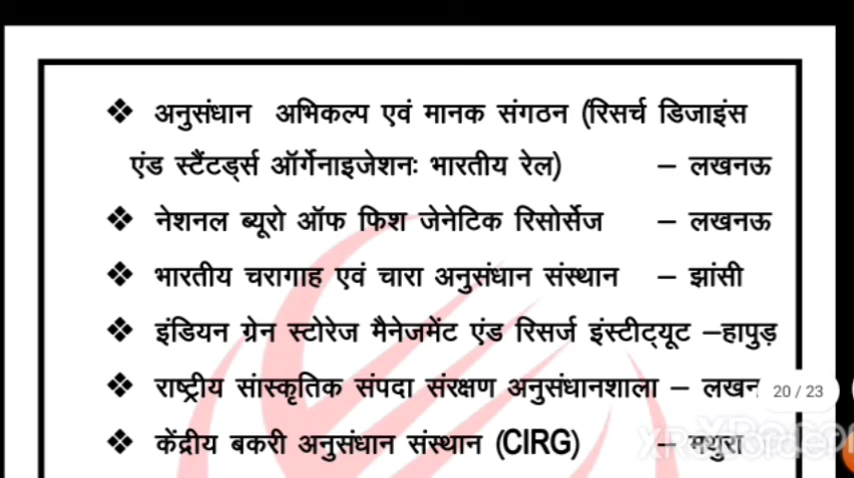 ❖ अनुसंधान अभिकल्प एवं मानक संगठन (रिसर्च डिजाइंस
एंड स्टैंटर्ड्स ऑर्गेनाइजेशनः भारतीय रेल) – लखनऊ
❖ नेशनल ब्यूरो ऑफ फिश जेनेटिक रिसोर्सेज – लखनऊ
❖ भारतीय चरागाह एवं चारा अनुसंधान संस्थान – झांसी
❖ इंडियन ग्रेन स्टोरेज मैनेजमेंट एंड रिसर्ज इंस्टीट्यूट –हापुड़
❖ राष्ट्रीय सांस्कृतिक संपदा संरक्षण अनुसंधानशाला – लखन
20 / 23
❖ केंद्रीय बकरी अनुसंधान संस्थान (CIRG) – मथुरा